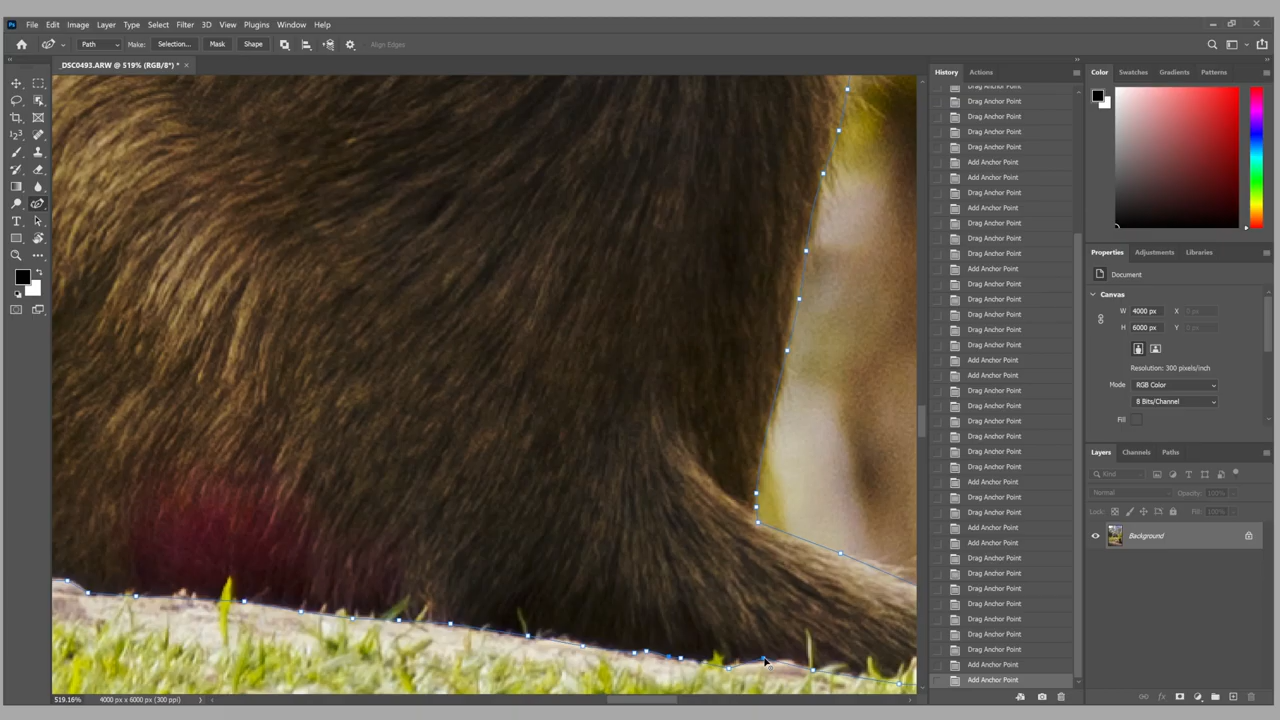 Ps File Edit Image Layer Type Select Filter 3D View Plugins Window Help
Path Make: Selection... Mask Shape Align Edges
_DSC0493.ARW @ 519% (RGB/8*) * ×
History Actions
Drag Anchor Point
Drag Anchor Point
Drag Anchor Point
Drag Anchor Point
Drag Anchor Point
Add Anchor Point
Add Anchor Point
Drag Anchor Point
Add Anchor Point
Drag Anchor Point
Drag Anchor Point
Drag Anchor Point
Add Anchor Point
Drag Anchor Point
Drag Anchor Point
Drag Anchor Point
Drag Anchor Point
Drag Anchor Point
Add Anchor Point
Add Anchor Point
Drag Anchor Point
Drag Anchor Point
Drag Anchor Point
Drag Anchor Point
Drag Anchor Point
Drag Anchor Point
Add Anchor Point
Drag Anchor Point
Drag Anchor Point
Add Anchor Point
Add Anchor Point
Drag Anchor Point
Drag Anchor Point
Drag Anchor Point
Drag Anchor Point
Drag Anchor Point
Drag Anchor Point
Drag Anchor Point
Add Anchor Point
Add Anchor Point
Color Swatches Gradients Patterns
Properties Adjustments Libraries
Document
Canvas
W 4000 px X 0 px
H 6000 px Y 0 px
Resolution: 300 pixels/inch
Mode RGB Color
8 Bits/Channel
Fill
Layers Channels Paths
Kind
Normal Opacity: 100%
Lock: Fill: 100%
Background
519.16% 4000 px x 6000 px (300 ppi)